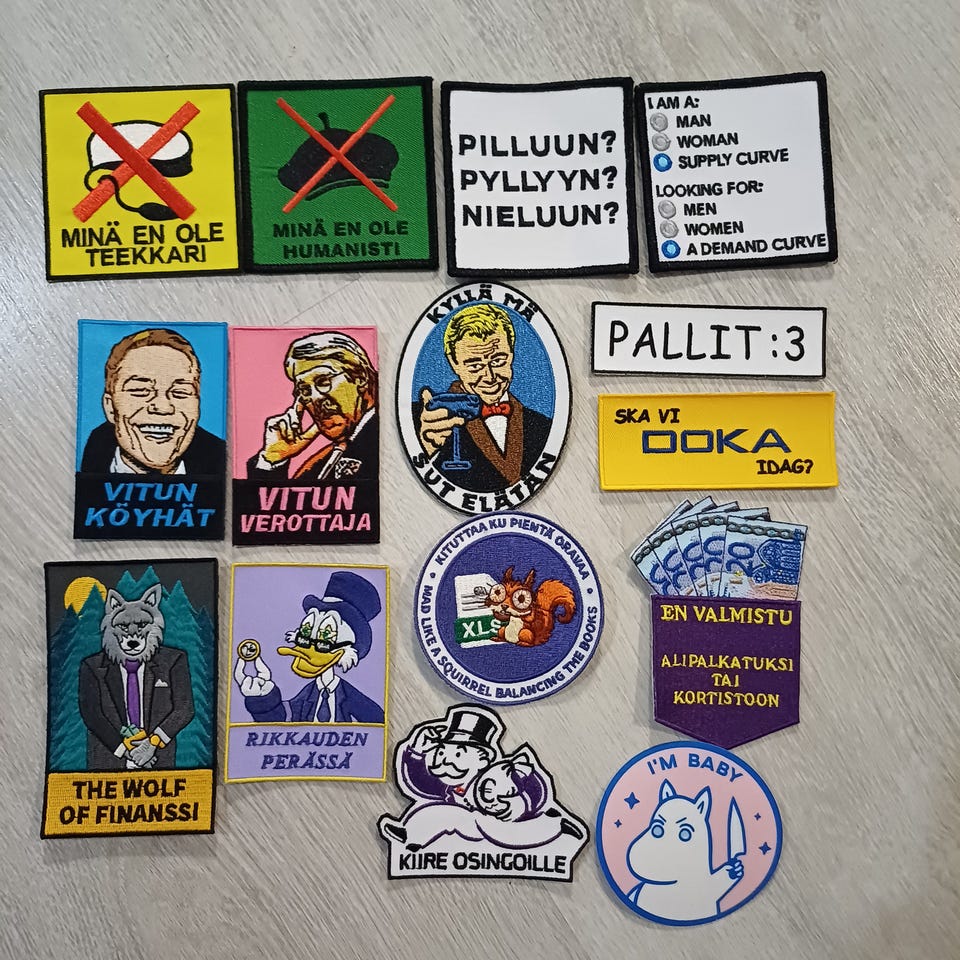 MINÄ EN OLE
TEEKKARI
MINÄ EN OLE
HUMANISTI
PILLUUN?
PYLLYYN?
NIELUUN?
I AM A:
MAN
WOMAN
SUPPLY CURVE
LOOKING FOR:
MEN
WOMEN
A DEMAND CURVE
VITUN
KÖYHÄT
VITUN
VEROTTAJA
KYLLÄ MÄ
SUT ELÄTÄN
PALLIT :3
SKA VI
DOKA
IDAG?
THE WOLF
OF FINANSSI
RIKKAUDEN
PERÄSSÄ
KITUTTAA KU PIENTÄ ORAVAA
MAD LIKE A SQUIRREL BALANCING THE BOOKS
XLS
20
EN VALMISTU
ALIPALKATUKSI
TAI
KORTISTOON
KIIRE OSINGOILLE
I'M BABY